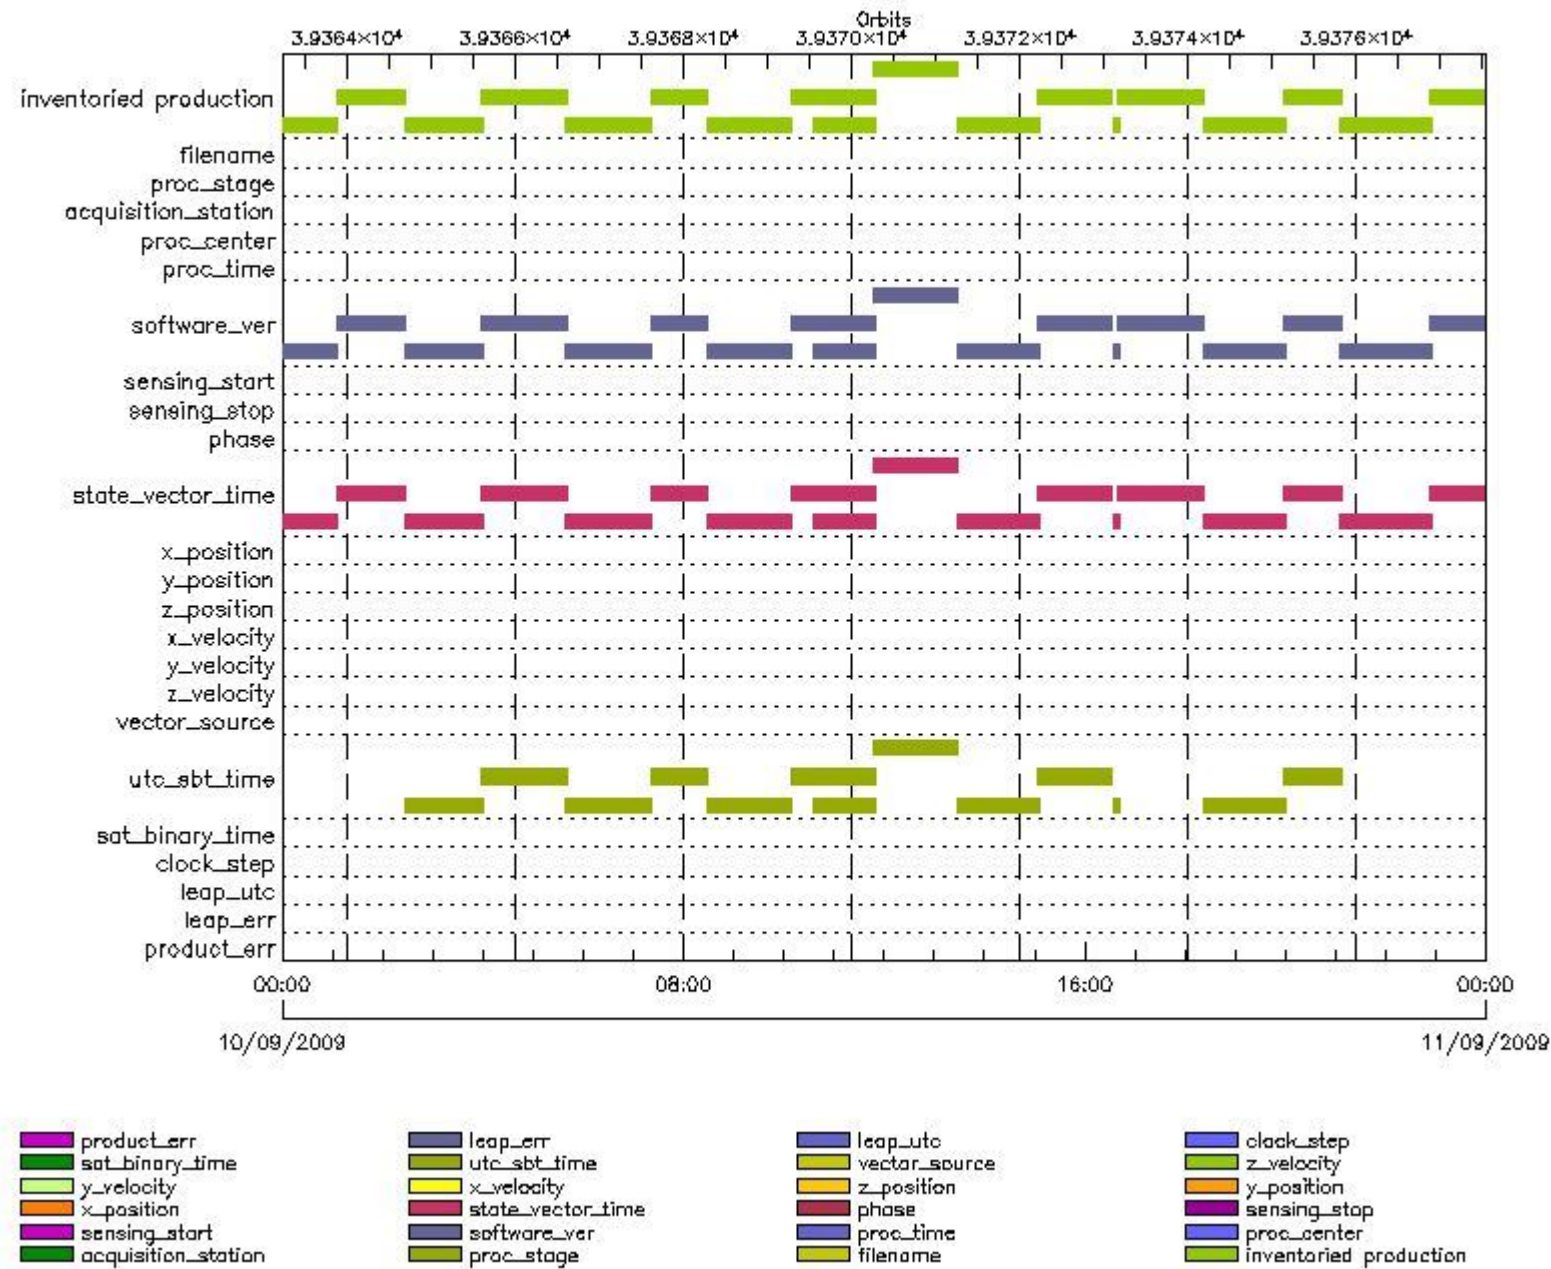 Orbits
3.9364×10⁴ 3.9366×10⁴ 3.9368×10⁴ 3.9370×10⁴ 3.9372×10⁴ 3.9374×10⁴ 3.9376×10⁴
inventoried production
filename
proc_stage
acquisition_station
proc_center
proc_time
software_ver
sensing_start
sensing_stop
phase
state_vector_time
x_position
y_position
z_position
x_velocity
y_velocity
z_velocity
vector_source
utc_sbt_time
sat_binary_time
clock_step
leap_utc
leap_err
product_err
00:00 08:00 16:00 00:00
10/09/2009 11/09/2009
product_err leap_err leap_utc clock_step
sat_binary_time utc_sbt_time vector_source z_velocity
y_velocity x_velocity z_position y_position
x_position state_vector_time phase sensing_stop
sensing_start software_ver proc_time proc_center
acquisition_station proc_stage filename inventoried production